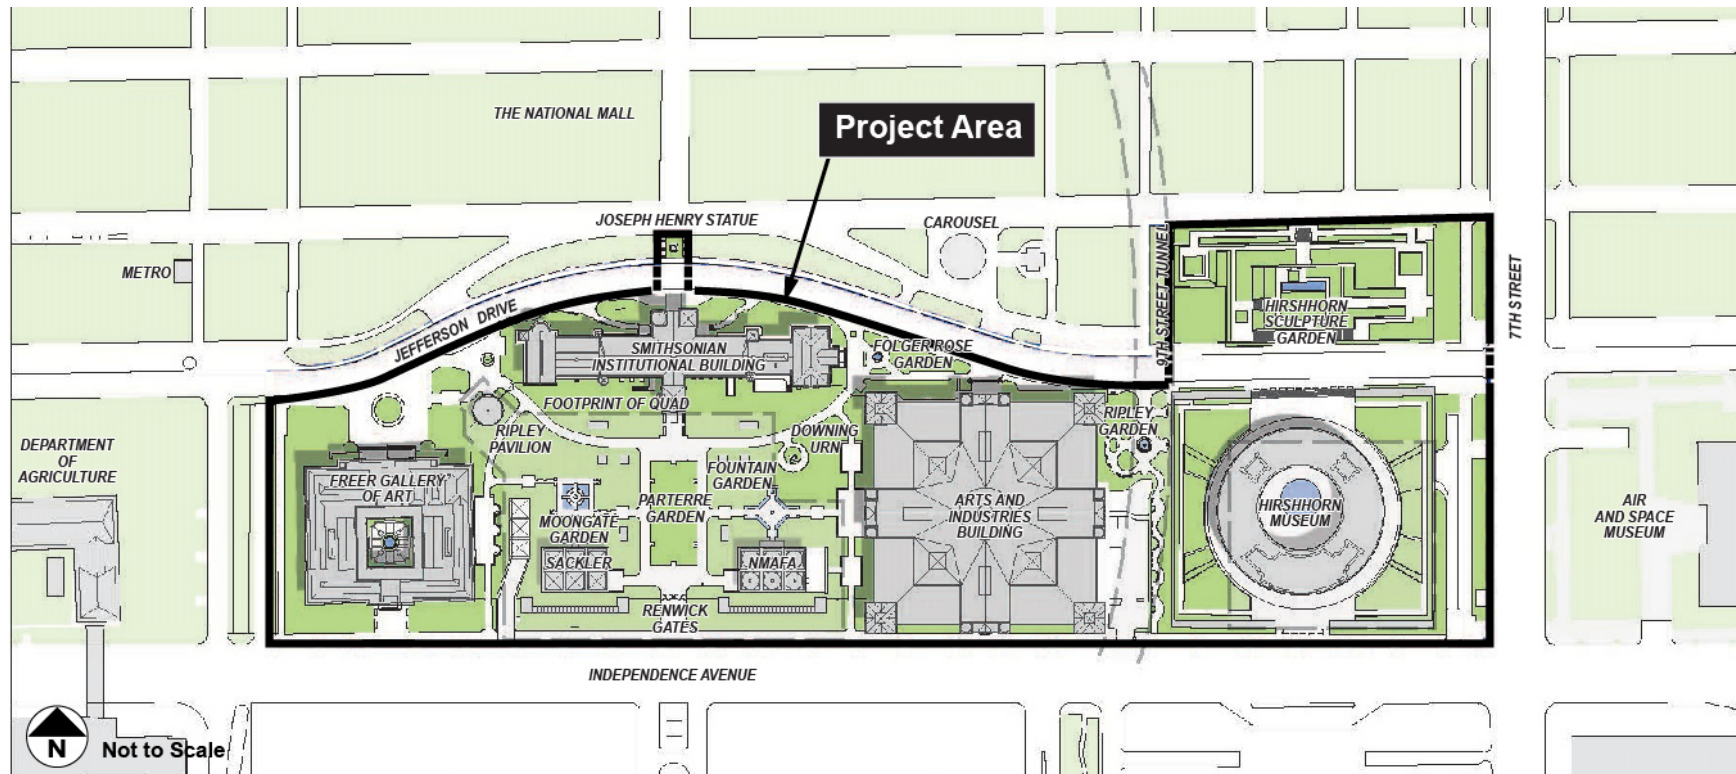 THE NATIONAL MALL
Project Area
JOSEPH HENRY STATUE
CAROUSEL
METRO
JEFFERSON DRIVE
9TH STREET TUNNEL
7TH STREET
HIRSHHORN
SCULPTURE
GARDEN
SMITHSONIAN
INSTITUTIONAL BUILDING
FOLGER ROSE
GARDEN
FOOTPRINT OF QUAD
RIPLEY
PAVILION
DOWNING
URN
RIPLEY
GARDEN
DEPARTMENT
OF
AGRICULTURE
FREER GALLERY
OF ART
FOUNTAIN
GARDEN
PARTERRE
GARDEN
MOONGATE
GARDEN
ARTS AND
INDUSTRIES
BUILDING
HIRSHHORN
MUSEUM
AIR
AND SPACE
MUSEUM
SACKLER
NMAFA
RENWICK
GATES
INDEPENDENCE AVENUE
N
Not to Scale